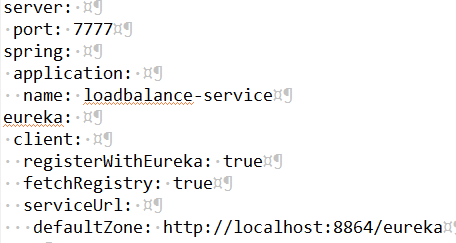 server:
 port: 7777
spring:
 application:
  name: loadbalance-service
eureka:
 client:
  registerWithEureka: true
  fetchRegistry: true
  serviceUrl:
   defaultZone: http://localhost:8864/eureka